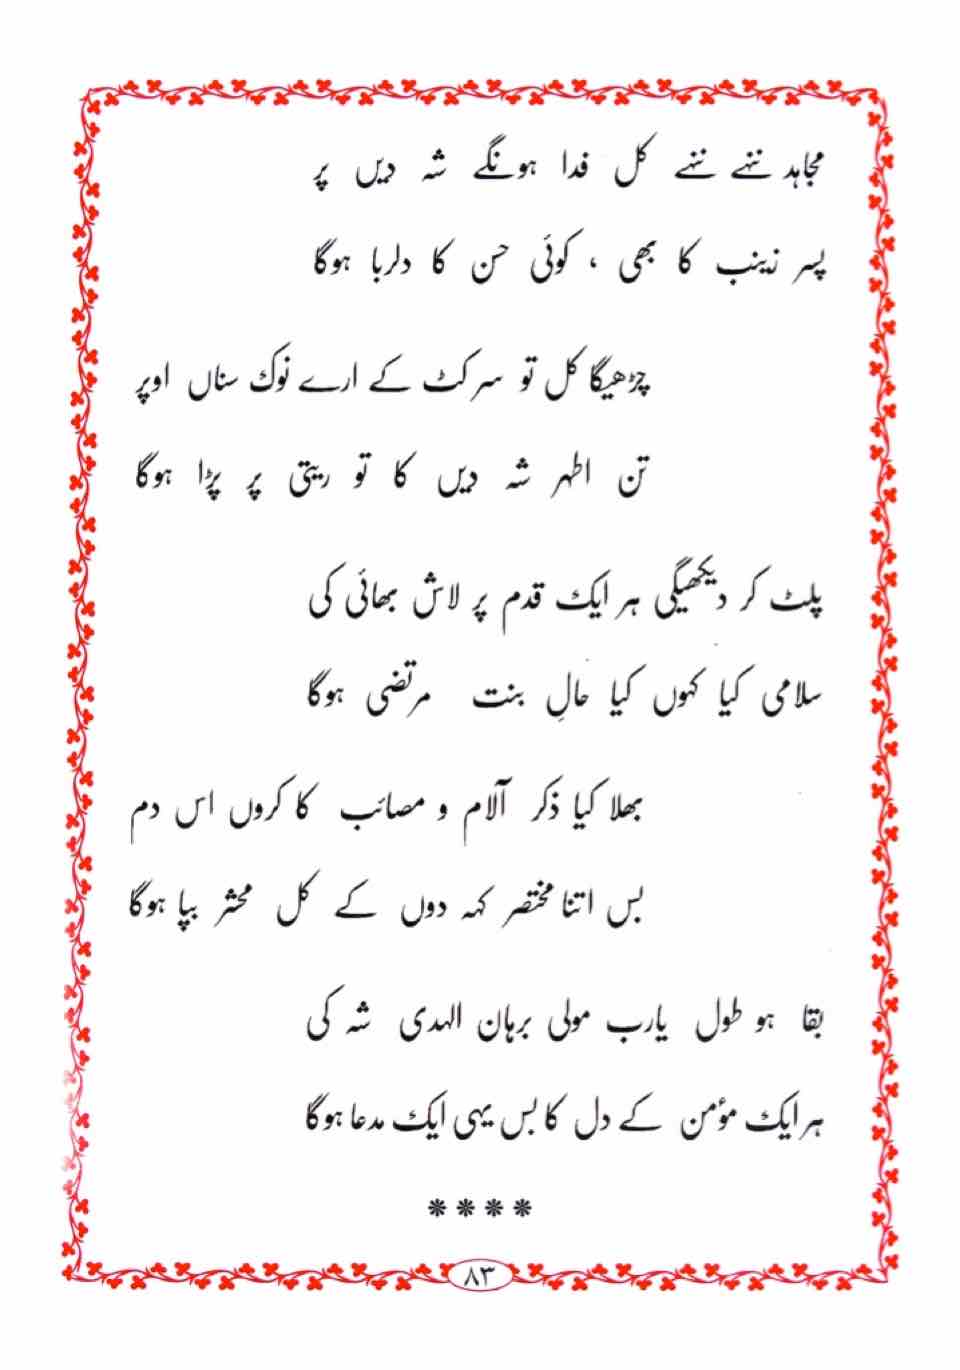 مجاہد ننھے ننھے کل فدا ہونگے شہ دیں پر
پسر زینب کا بھی ، کوئی حسن کا دلربا ہوگا
چڑھیگا کل تو سر کٹ کے ارے نوک سناں اوپر
تن اطہر شہ دیں کا تو ریتی پر پڑا ہوگا
پلٹ کر دیکھیگی ہر ایک قدم پر لاش بھائی کی
سلامی کیا کہوں کیا حالِ بنت مرتضی ہوگا
بھلا کیا ذکر آلام و مصائب کا کروں اس دم
بس اتنا مختصر کہہ دوں کے کل محشر بپا ہوگا
بقا ہو طول یارب مولی برہان الہدی شہ کی
ہر ایک مؤمن کے دل کا بس یہی ایک مدعا ہوگا
****
٨٣